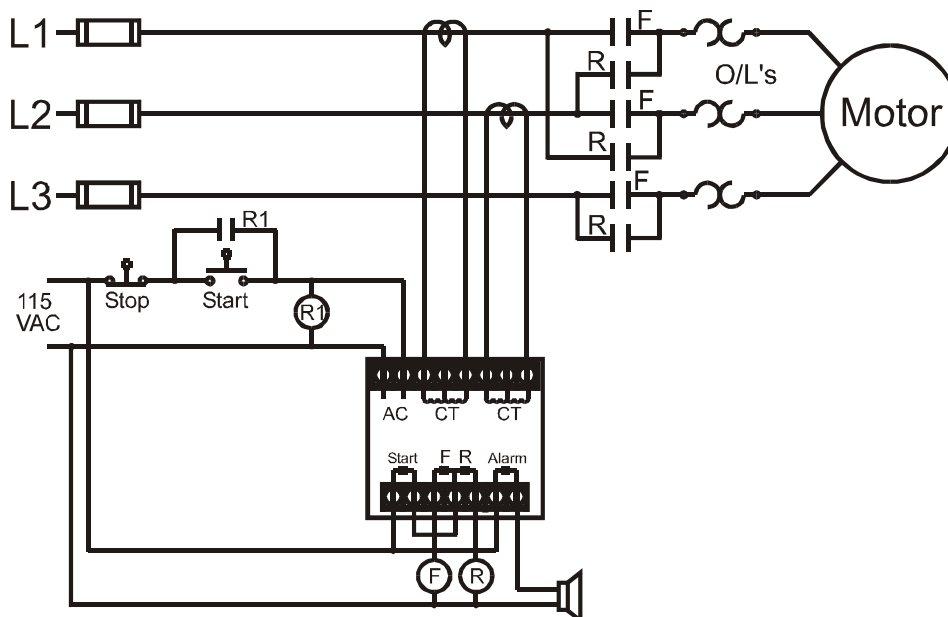 L1
F
R
O/L's
L2
F
Motor
R
L3
F
R
R1
Stop
Start
115
VAC
R1
AC
CT
CT
Start
F
R
Alarm
F
R